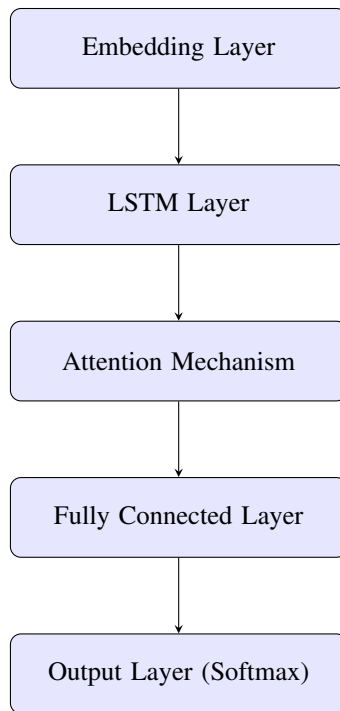 Embedding Layer
LSTM Layer
Attention Mechanism
Fully Connected Layer
Output Layer (Softmax)